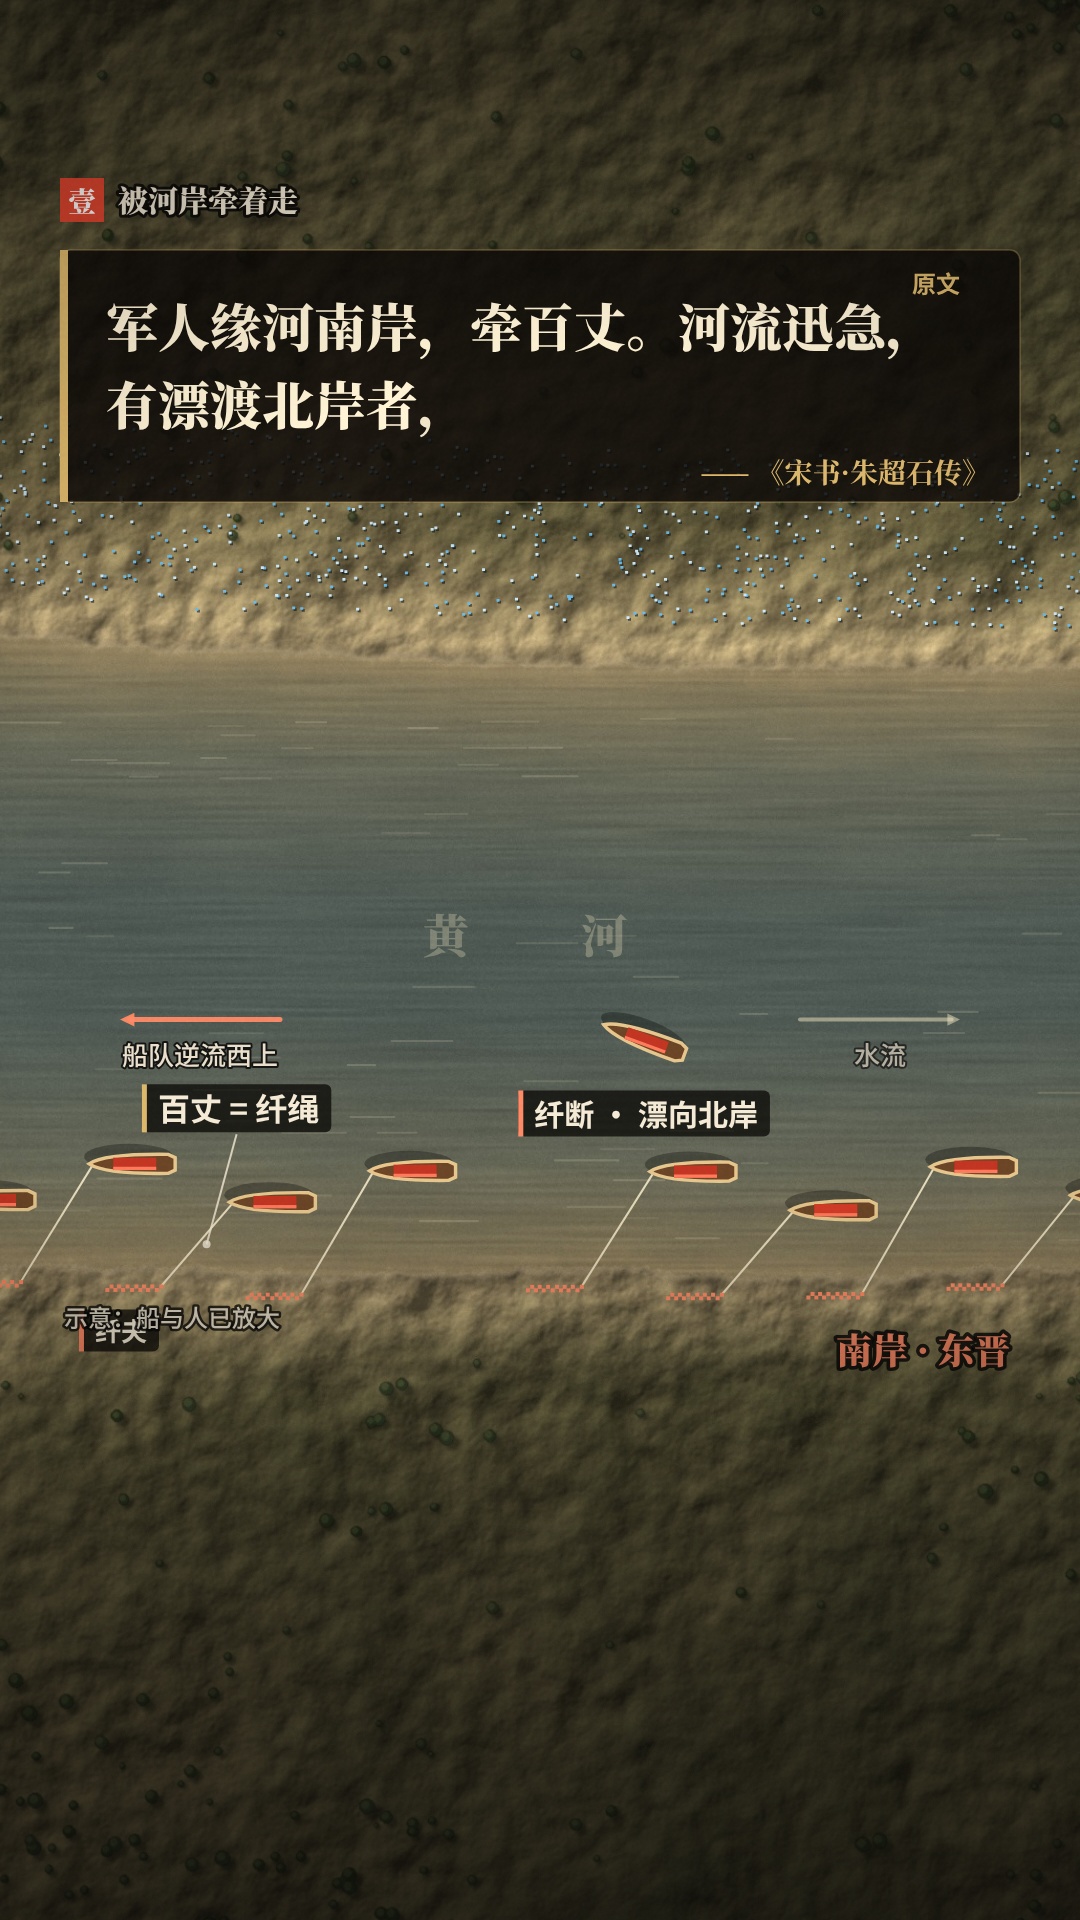 壹 被河岸牵着走
原文
军人缘河南岸，牵百丈。河流迅急，
有漂渡北岸者，
——《宋书·朱超石传》
黄河
船队逆流西上
水流
百丈=纤绳
纤断·漂向北岸
示意：船与人已放大
纤夫
南岸·东晋